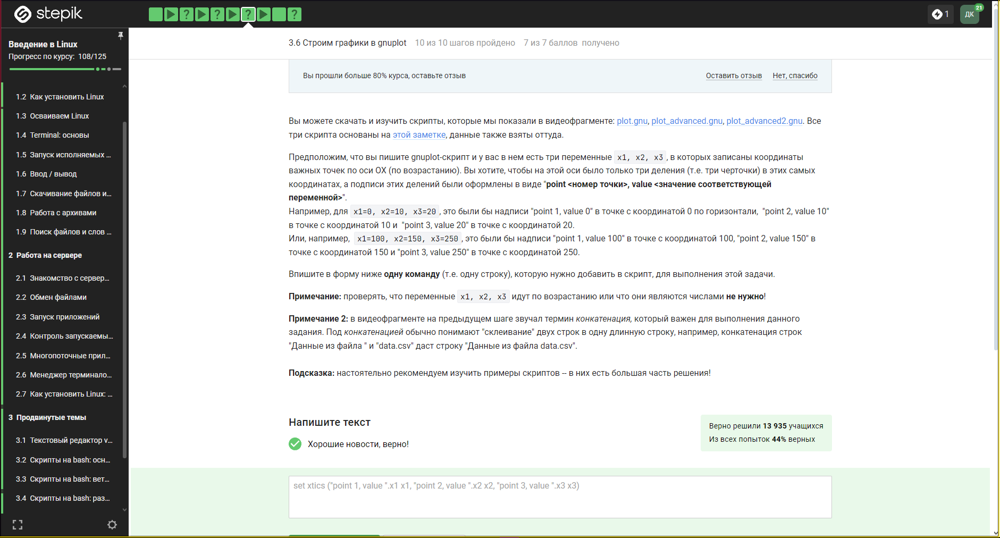 stepik
? ? ? ?
1
ДК
21
Введение в Linux
Прогресс по курсу: 108/125
1.2 Как установить Linux
1.3 Осваиваем Linux
1.4 Terminal: основы
1.5 Запуск исполняемых ...
1.6 Ввод / вывод
1.7 Скачивание файлов и...
1.8 Работа с архивами
1.9 Поиск файлов и слов ...
2 Работа на сервере
2.1 Знакомство с сервер...
2.2 Обмен файлами
2.3 Запуск приложений
2.4 Контроль запускаемы...
2.5 Многопоточные прил...
2.6 Менеджер терминало...
2.7 Как установить Linux: ...
3 Продвинутые темы
3.1 Текстовый редактор v...
3.2 Скрипты на bash: осн...
3.3 Скрипты на bash: вет...
3.4 Скрипты на bash: раз...
3.6 Строим графики в gnuplot 10 из 10 шагов пройдено 7 из 7 баллов получено
Вы прошли больше 80% курса, оставьте отзыв Оставить отзыв Нет, спасибо
Вы можете скачать и изучить скрипты, которые мы показали в видеофрагменте: plot.gnu, plot_advanced.gnu, plot_advanced2.gnu. Все
три скрипта основаны на этой заметке, данные также взяты оттуда.
Предположим, что вы пишите gnuplot-скрипт и у вас в нем есть три переменные x1, x2, x3, в которых записаны координаты
важных точек по оси OX (по возрастанию). Вы хотите, чтобы на этой оси было только три деления (т.е. три черточки) в этих самых
координатах, а подписи этих делений были оформлены в виде "point <номер точки>, value <значение соответствующей
переменной>".
Например, для x1=0, x2=10, x3=20, это были бы надписи "point 1, value 0" в точке с координатой 0 по горизонтали, "point 2, value 10"
в точке с координатой 10 и "point 3, value 20" в точке с координатой 20.
Или, например, x1=100, x2=150, x3=250, это были бы надписи "point 1, value 100" в точке с координатой 100, "point 2, value 150" в
точке с координатой 150 и "point 3, value 250" в точке с координатой 250.
Впишите в форму ниже одну команду (т.е. одну строку), которую нужно добавить в скрипт, для выполнения этой задачи.
Примечание: проверять, что переменные x1, x2, x3 идут по возрастанию или что они являются числами не нужно!
Примечание 2: в видеофрагменте на предыдущем шаге звучал термин конкатенация, который важен для выполнения данного
задания. Под конкатенацией обычно понимают "склеивание" двух строк в одну длинную строку, например, конкатенация строк
"Данные из файла " и "data.csv" даст строку "Данные из файла data.csv".
Подсказка: настоятельно рекомендуем изучить примеры скриптов -- в них есть большая часть решения!
Напишите текст
Хорошие новости, верно!
Верно решили 13 935 учащихся
Из всех попыток 44% верных
set xtics ("point 1, value ".x1 x1, "point 2, value ".x2 x2, "point 3, value ".x3 x3)